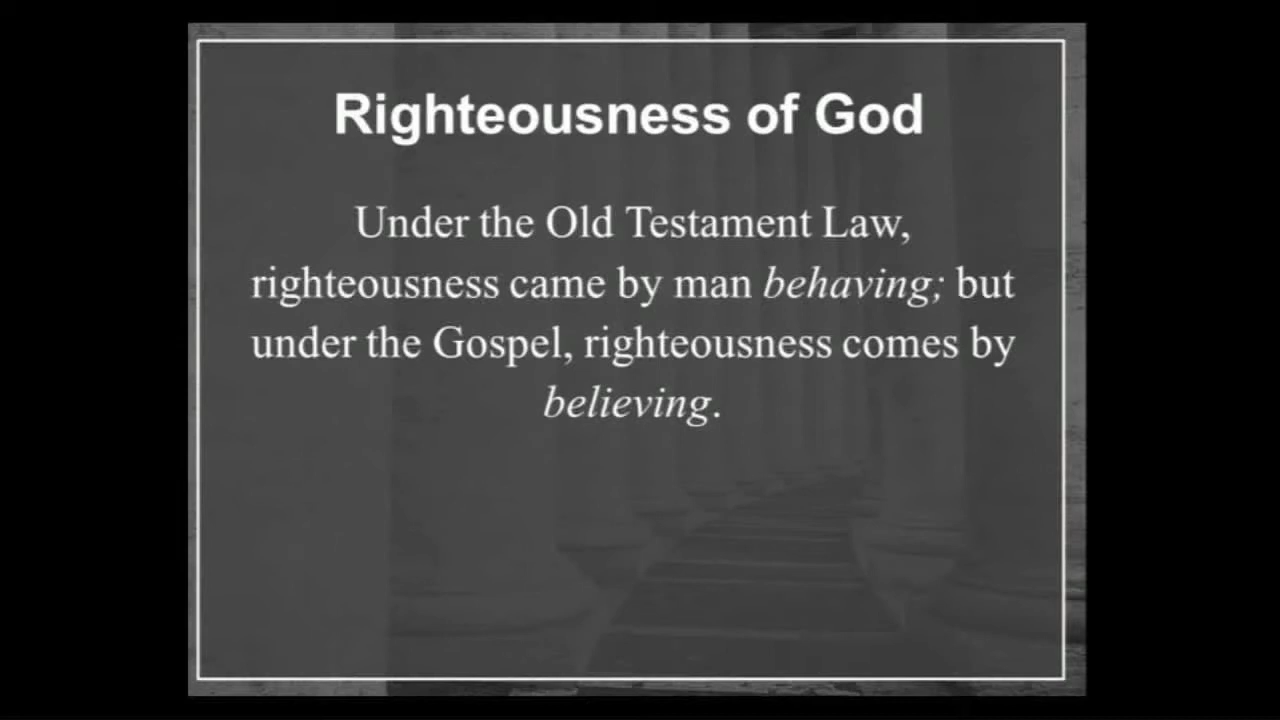 Righteousness of God
Under the Old Testament Law,
righteousness came by man behaving; but
under the Gospel, righteousness comes by
believing.